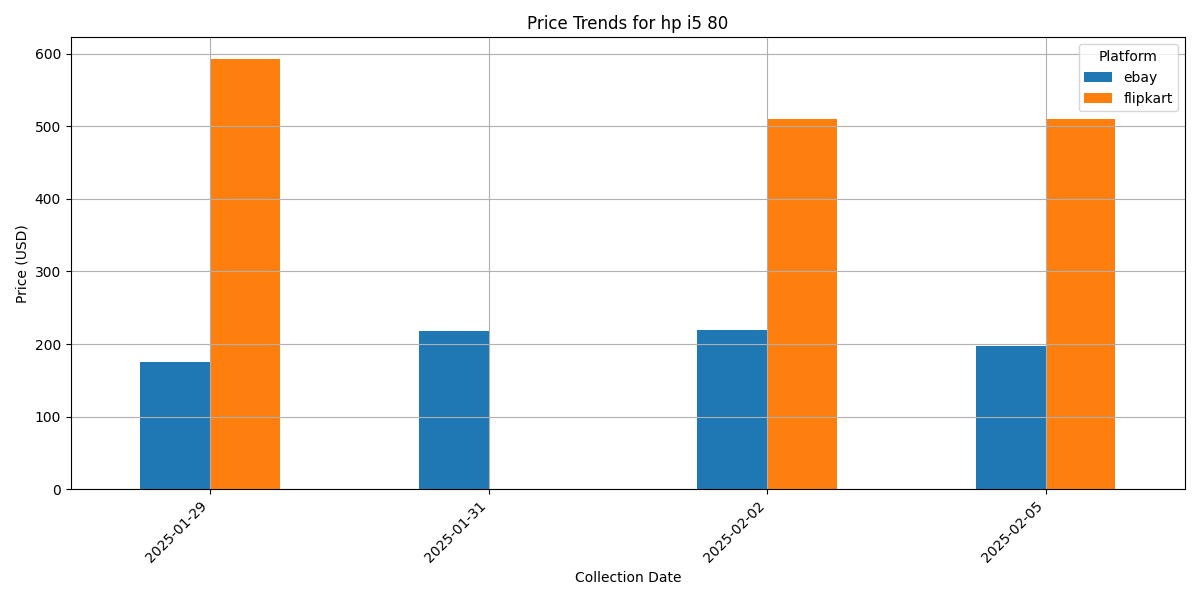 Price Trends for hp i5 80
Price (USD)
600
500
400
300
200
100
0
Platform
ebay
flipkart
2025-01-29
2025-01-31
2025-02-02
2025-02-05
Collection Date